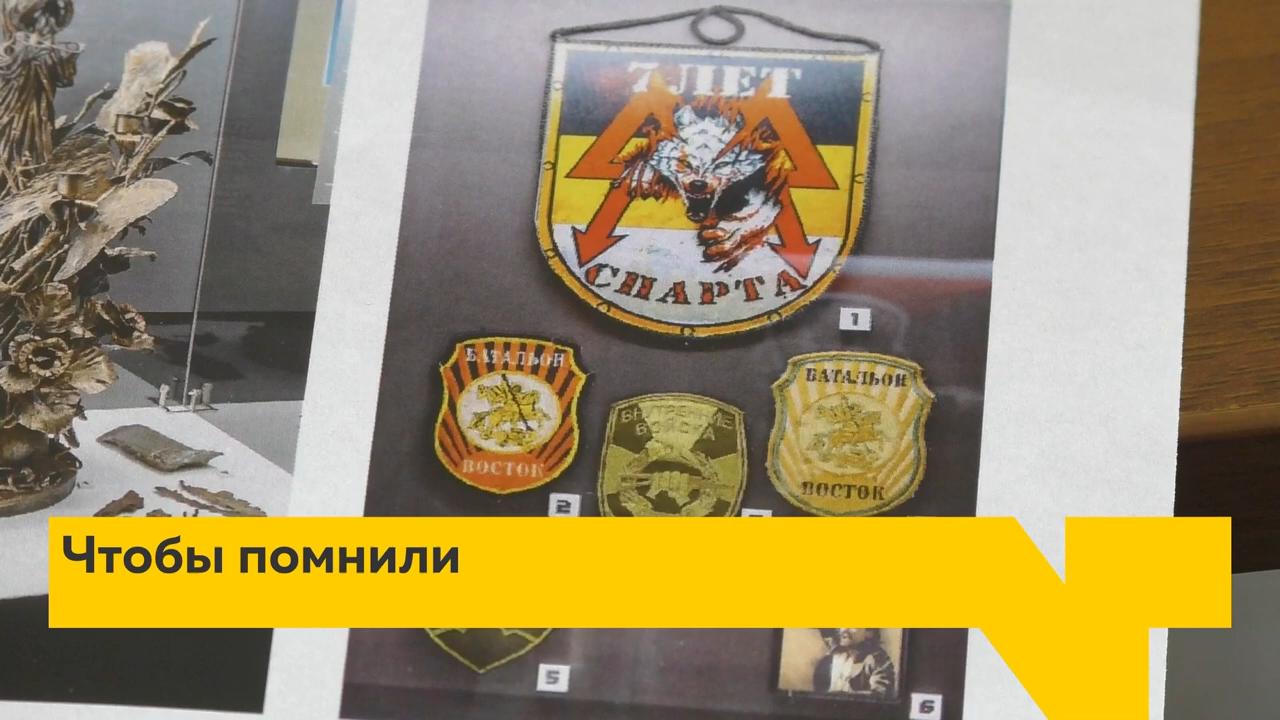 7 ЛЕТ
СПАРТА
1
БАТАЛЬОН
ВОСТОК
2
ВНУТРЕННИЕ
ВОЙСКА
БАТАЛЬОН
ВОСТОК
Чтобы помнили
5
6